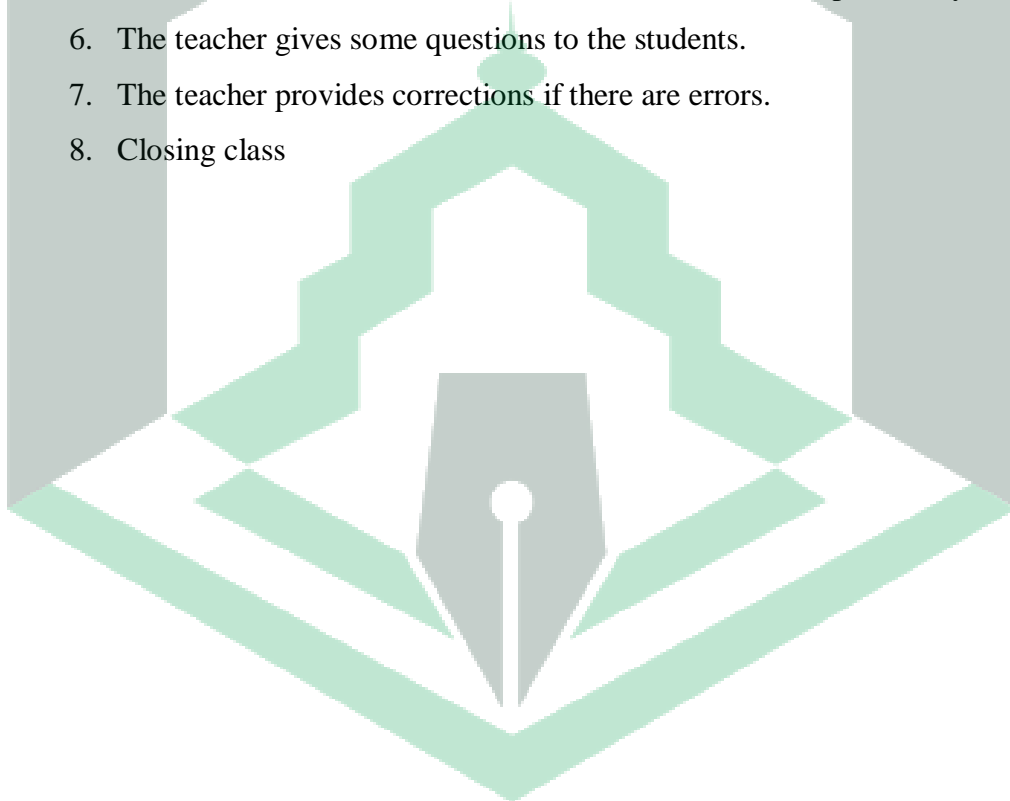 6. The teacher gives some questions to the students.
7. The teacher provides corrections if there are errors.
8. Closing class